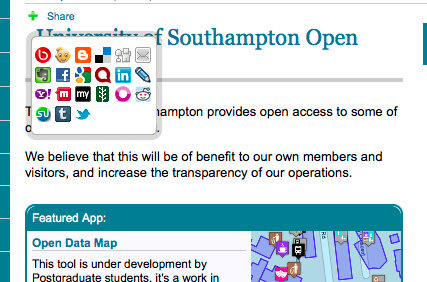 Share
University of Southampton Open
hampton provides open access to some of
We believe that this will be of benefit to our own members and
visitors, and increase the transparency of our operations.
Featured App:
Open Data Map
This tool is under development by
Postgraduate students, it's a work in